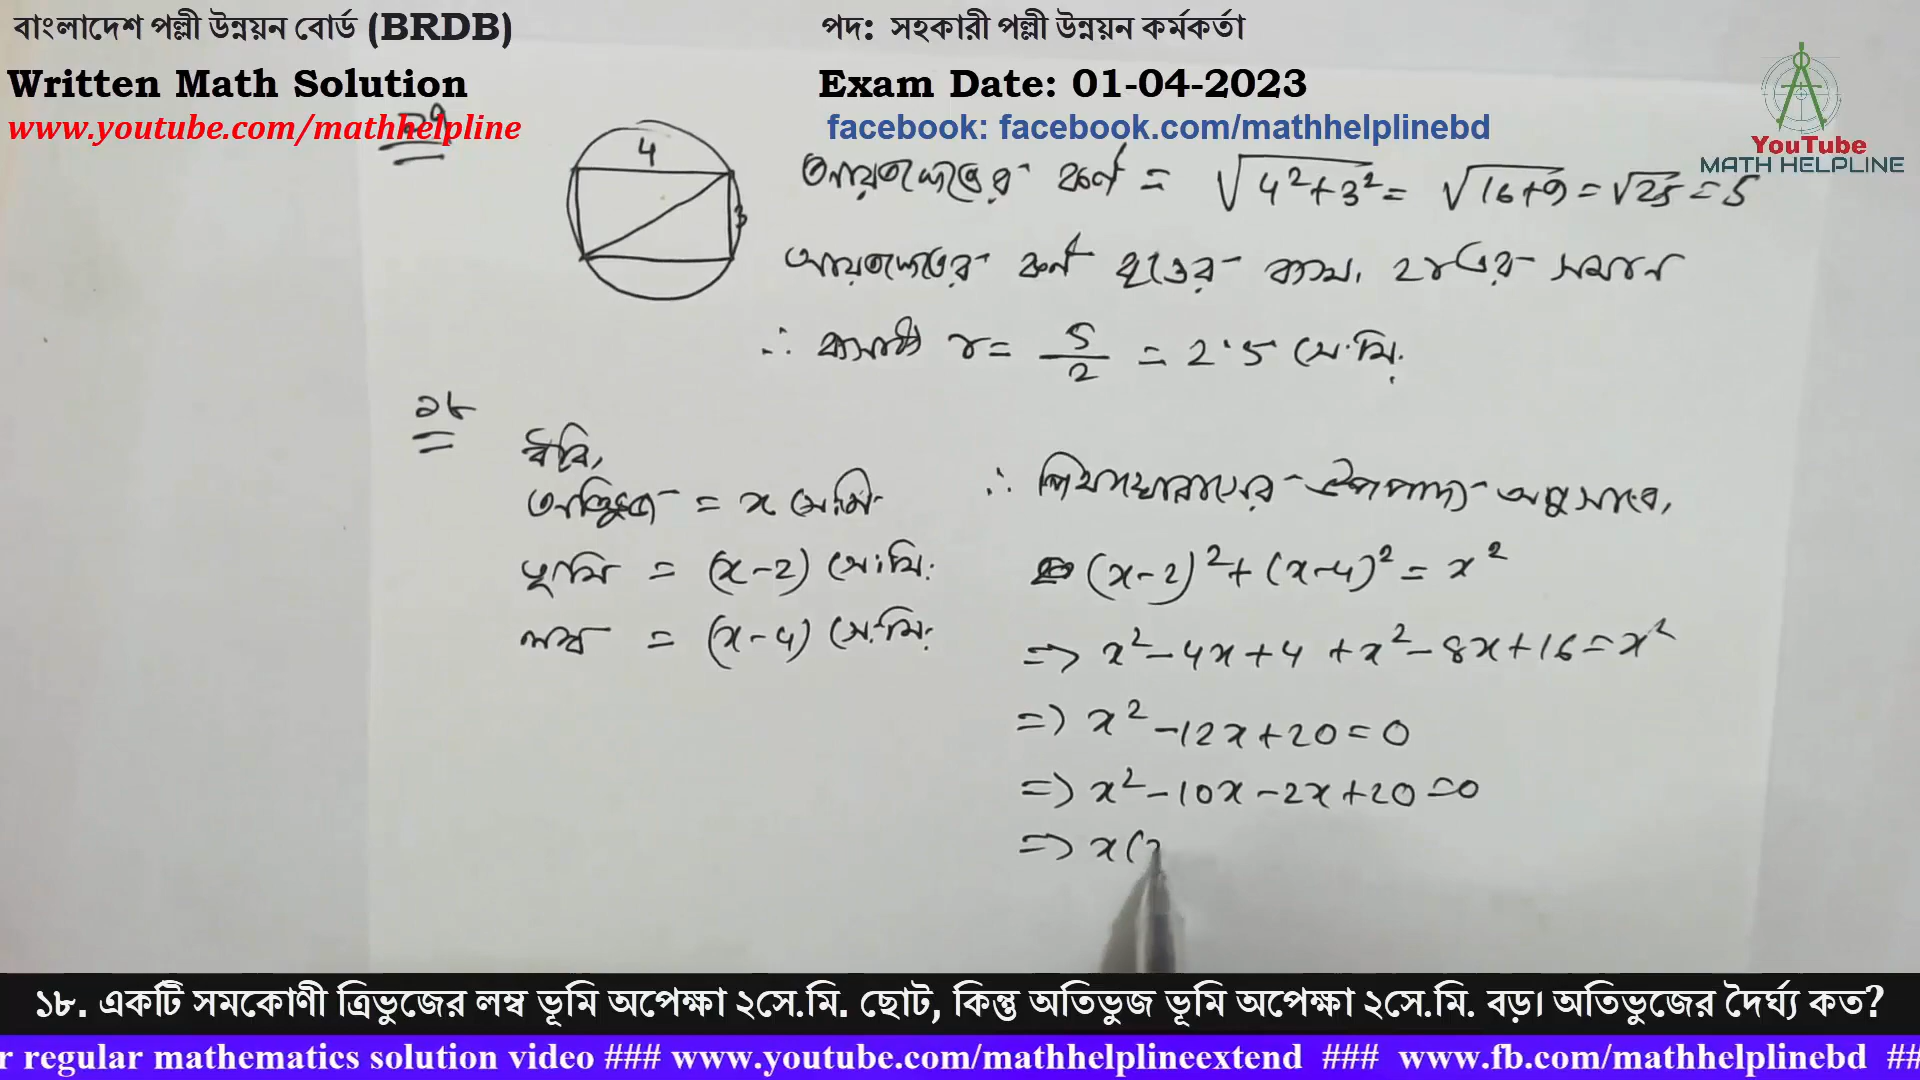 বাংলাদেশ পল্লী উন্নয়ন বোর্ড (BRDB)
পদ: সহকারী পল্লী উন্নয়ন কর্মকর্তা
Written Math Solution
Exam Date: 01-04-2023
www.youtube.com/mathhelpline
facebook: facebook.com/mathhelplinebd
YouTube
MATH HELPLINE
4
3
আয়তক্ষেত্রের কর্ণ = √4²+3² = √16+9 = √25 = 5
আয়তক্ষেত্রের কর্ণ বৃত্তের ব্যাস 2r এর সমান
∴ ব্যাসার্ধ r = 5/2 = 2.5 সে.মি.
১৮
ধরি,
অতিভুজ = x সে.মি
ভূমি = (x-2) সে.মি.
লম্ব = (x-4) সে.মি.
∴ পিথাগোরাসের উপপাদ্য অনুসারে,
(x-2)²+(x-4)² = x²
=> x²-4x+4+x²-8x+16=x²
=> x²-12x+20=0
=> x²-10x-2x+20=0
=> x(
১৮. একটি সমকোণী ত্রিভুজের লম্ব ভূমি অপেক্ষা ২সে.মি. ছোট, কিন্তু অতিভুজ ভূমি অপেক্ষা ২সে.মি. বড়। অতিভুজের দৈর্ঘ্য কত?
r regular mathematics solution video ### www.youtube.com/mathhelplineextend ### www.fb.com/mathhelplinebd ##